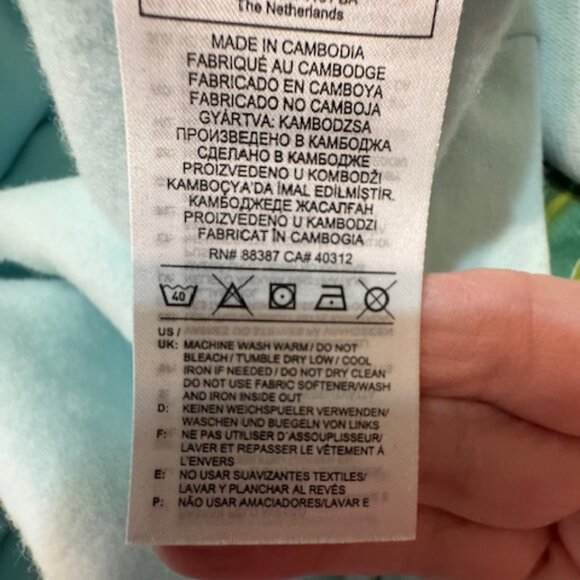 The Netherlands
MADE IN CAMBODIA
FABRIQUÉ AU CAMBODGE
FABRICADO EN CAMBOYA
FABRICADO NO CAMBOJA
GYÁRTVA: KAMBODZSA
ПРОИЗВЕДЕНО В КАМБОДЖА
СДЕЛАНО В КАМБОДЖЕ
PROIZVEDENO U KOMBODŽI
KAMBOÇYA'DA İMAL EDİLMİŞTİR.
КАМБОДЖЕДЕ ЖАСАЛҒАН
PROIZVEDENO U KAMBODZI
FABRICAT ÎN CAMBOGIA
RN# 88387 CA# 40312
40
US /
UK: MACHINE WASH WARM / DO NOT
BLEACH / TUMBLE DRY LOW / COOL
IRON IF NEEDED / DO NOT DRY CLEAN
DO NOT USE FABRIC SOFTENER/WASH
AND IRON INSIDE OUT
D: KEINEN WEICHSPUELER VERWENDEN/
WASCHEN UND BUEGELN VON LINKS
F: NE PAS UTILISER D'ASSOUPLISEUR/
LAVER ET REPASSER LE VÊTEMENT À
L'ENVERS
E: NO USAR SUAVIZANTES TEXTILES/
LAVAR Y PLANCHAR AL REVÉS
P: NÃO USAR AMACIADORES/LAVAR E